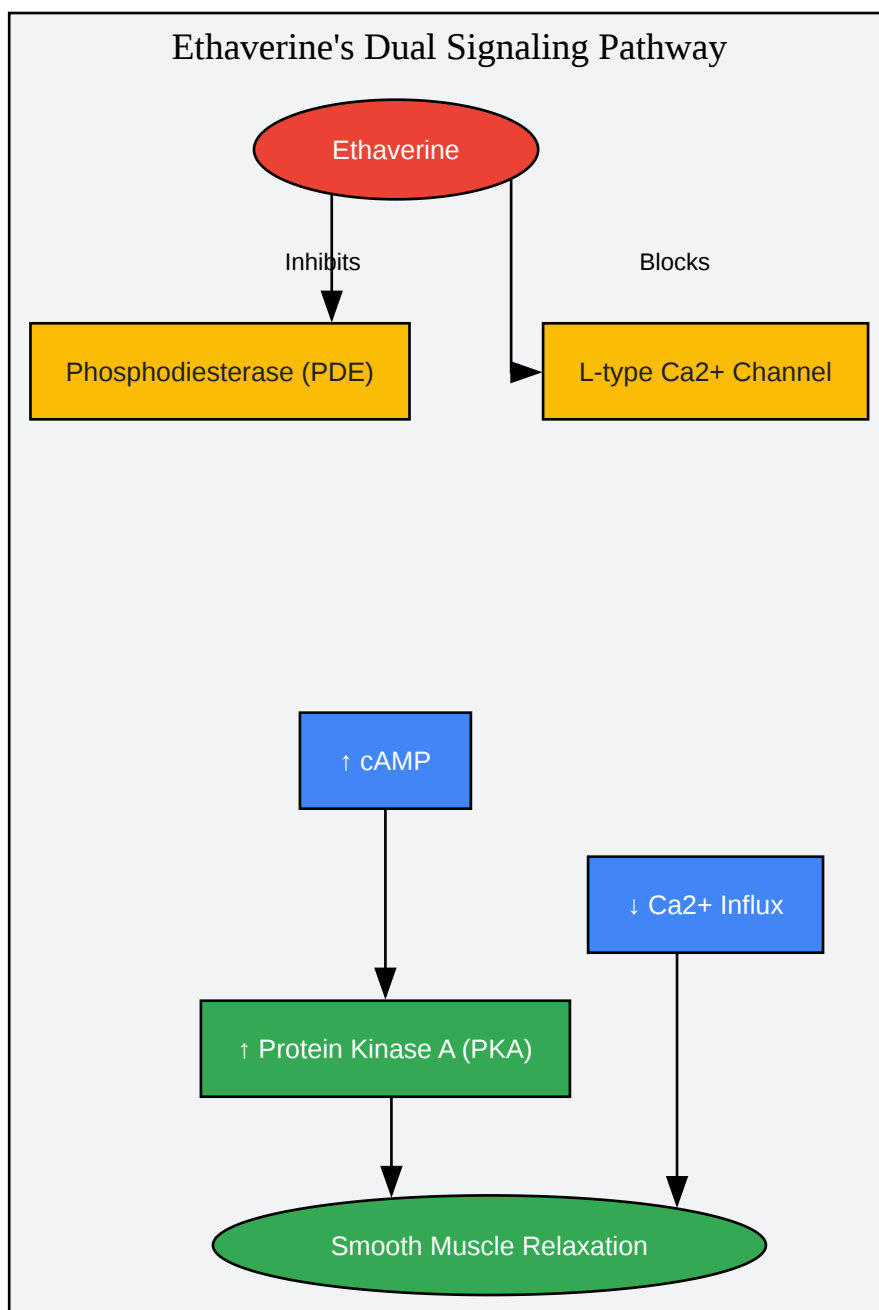 Ethaverine's Dual Signaling Pathway
Ethaverine
Inhibits
Blocks
Phosphodiesterase (PDE)
L-type Ca2+ Channel
↑ cAMP
↓ Ca2+ Influx
↑ Protein Kinase A (PKA)
Smooth Muscle Relaxation